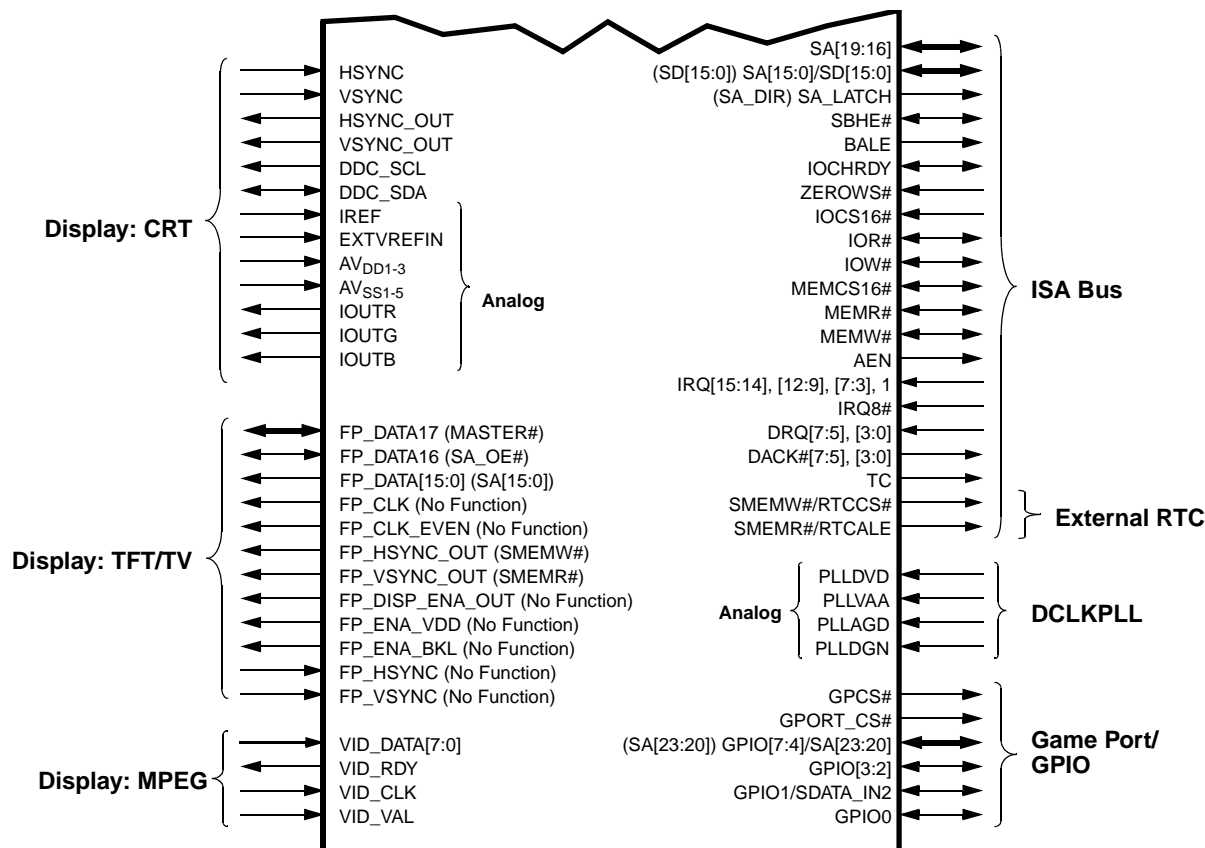 Display: CRT
HSYNC
VSYNC
HSYNC_OUT
VSYNC_OUT
DDC_SCL
DDC_SDA
IREF
EXTVREFIN
AVDD1-3
AVSS1-5
IOUTR
IOUTG
IOUTB
Analog
Display: TFT/TV
FP_DATA17 (MASTER#)
FP_DATA16 (SA_OE#)
FP_DATA[15:0] (SA[15:0])
FP_CLK (No Function)
FP_CLK_EVEN (No Function)
FP_HSYNC_OUT (SMEMW#)
FP_VSYNC_OUT (SMEMR#)
FP_DISP_ENA_OUT (No Function)
FP_ENA_VDD (No Function)
FP_ENA_BKL (No Function)
FP_HSYNC (No Function)
FP_VSYNC (No Function)
Display: MPEG
VID_DATA[7:0]
VID_RDY
VID_CLK
VID_VAL
SA[19:16]
(SD[15:0]) SA[15:0]/SD[15:0]
(SA_DIR) SA_LATCH
SBHE#
BALE
IOCHRDY
ZEROWS#
IOCS16#
IOR#
IOW#
MEMCS16#
MEMR#
MEMW#
AEN
IRQ[15:14], [12:9], [7:3], 1
IRQ8#
DRQ[7:5], [3:0]
DACK#[7:5], [3:0]
TC
SMEMW#/RTCCS#
SMEMR#/RTCALE
ISA Bus
External RTC
Analog
PLLDVD
PLLVAA
PLLAGD
PLLDGN
DCLKPLL
GPCS#
GPORT_CS#
(SA[23:20]) GPIO[7:4]/SA[23:20]
GPIO[3:2]
GPIO1/SDATA_IN2
GPIO0
Game Port/
GPIO